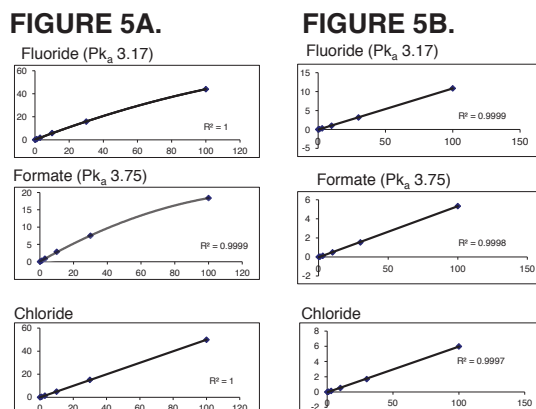 FIGURE 5A.
Fluoride (Pka 3.17)
60
40
20
0
0 20 40 60 80 100 120
R² = 1
Formate (Pka 3.75)
20
15
10
5
0
0 20 40 60 80 100 120
R² = 0.9999
Chloride
60
40
20
0
0 20 40 60 80 100 120
R² = 1
FIGURE 5B.
Fluoride (Pka 3.17)
15
10
5
0
-5
0 50 100 150
R² = 0.9999
Formate (Pka 3.75)
6
4
2
0
-2
0 50 100 150
R² = 0.9998
Chloride
8
6
4
2
0
-2
0 50 100 150
R² = 0.9997